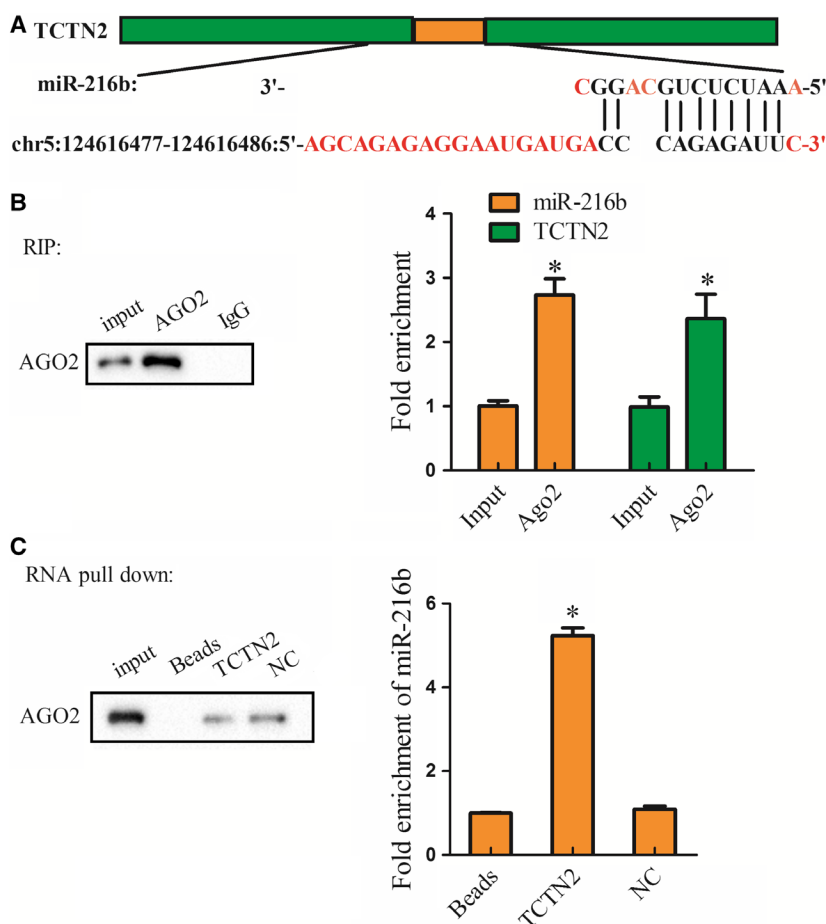 A TCTN2
miR-216b: 3'- CGGACGUCUCUAAA-5'
chr5:124616477-124616486:5'-AGCAGAGAGGAAUGAUGACC CAGAGAUUC-3'
B
RIP:
input AGO2 IgG
AGO2
miR-216b
TCTN2
Fold enrichment
4
3
2
1
0
* *
Input Ago2 Input Ago2
C
RNA pull down:
input Beads TCTN2 NC
AGO2
Fold enrichment of miR-216b
6
4
2
0
*
Beads TCTN2 NC